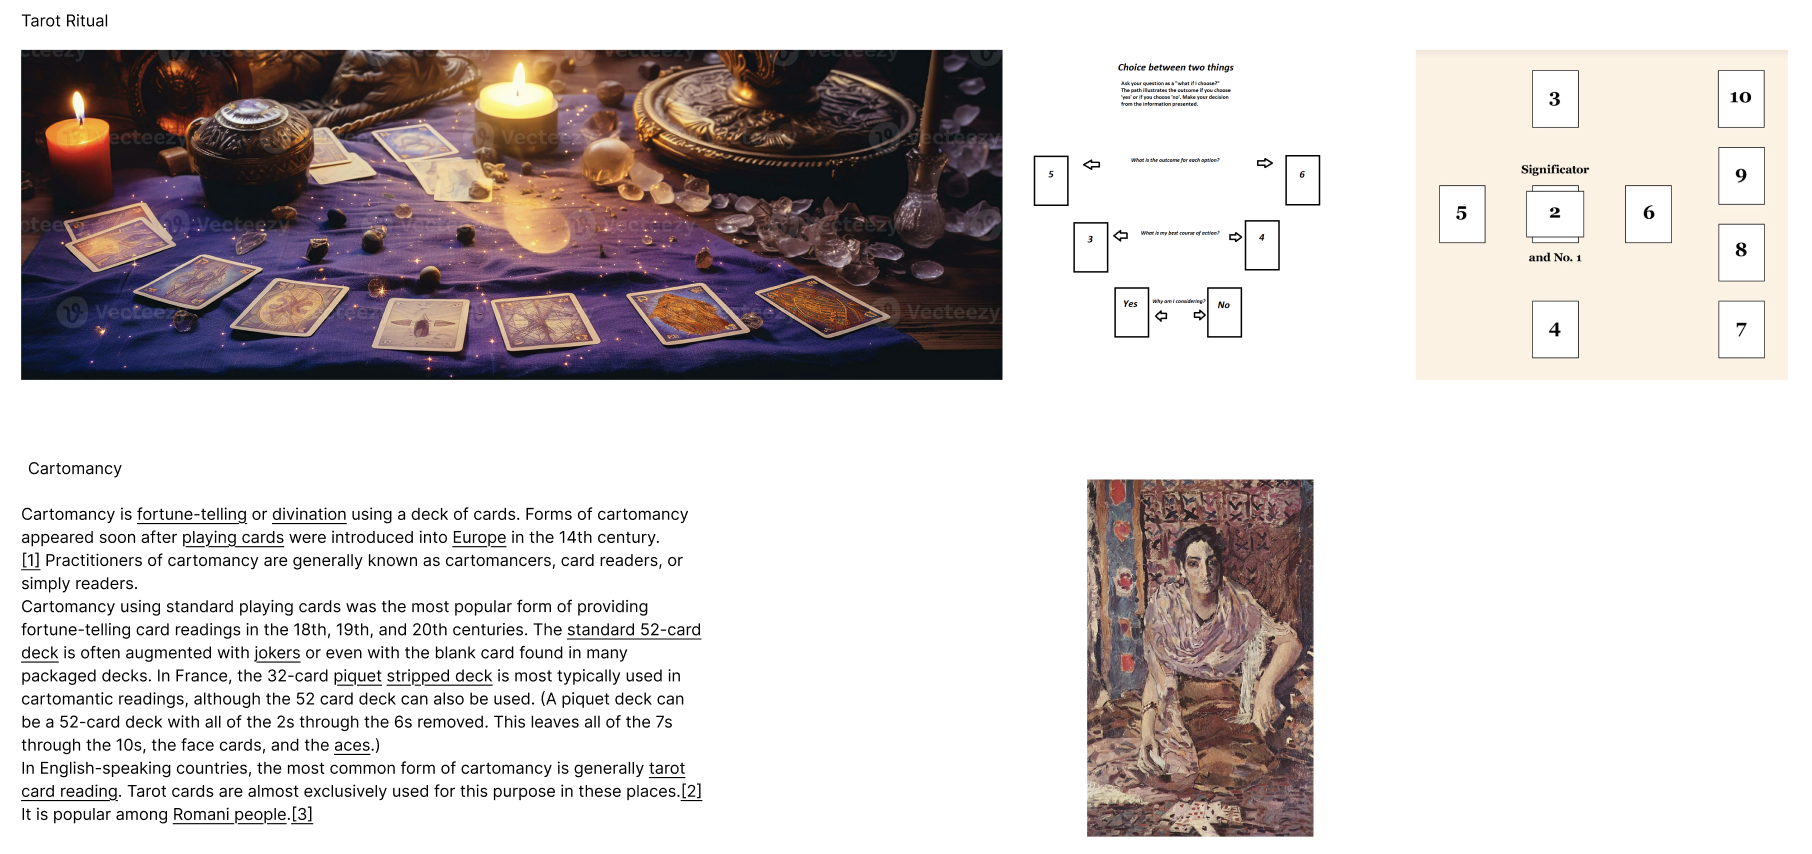 Tarot Ritual
Vecteezy
Choice between two things
Ask your question as a "what if I choose?"
The path illustrates the outcome if you choose
'yes' or if you choose 'no'. Make your decision
from the information presented.
5
What is the outcome for each option?
6
3
What is my best course of action?
4
Yes
Why am I considering?
No
3
10
Significator
9
5
2
6
8
and No. 1
4
7
Cartomancy
Cartomancy is fortune-telling or divination using a deck of cards. Forms of cartomancy
appeared soon after playing cards were introduced into Europe in the 14th century.
[1] Practitioners of cartomancy are generally known as cartomancers, card readers, or
simply readers.
Cartomancy using standard playing cards was the most popular form of providing
fortune-telling card readings in the 18th, 19th, and 20th centuries. The standard 52-card
deck is often augmented with jokers or even with the blank card found in many
packaged decks. In France, the 32-card piquet stripped deck is most typically used in
cartomantic readings, although the 52 card deck can also be used. (A piquet deck can
be a 52-card deck with all of the 2s through the 6s removed. This leaves all of the 7s
through the 10s, the face cards, and the aces.)
In English-speaking countries, the most common form of cartomancy is generally tarot
card reading. Tarot cards are almost exclusively used for this purpose in these places.[2]
It is popular among Romani people.[3]